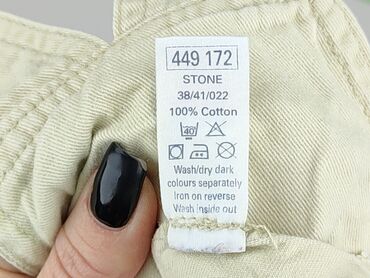 449 172
STONE
38/41/022
100% Cotton
40
Wash/dry dark
colours separately
Iron on reverse
Wash inside out